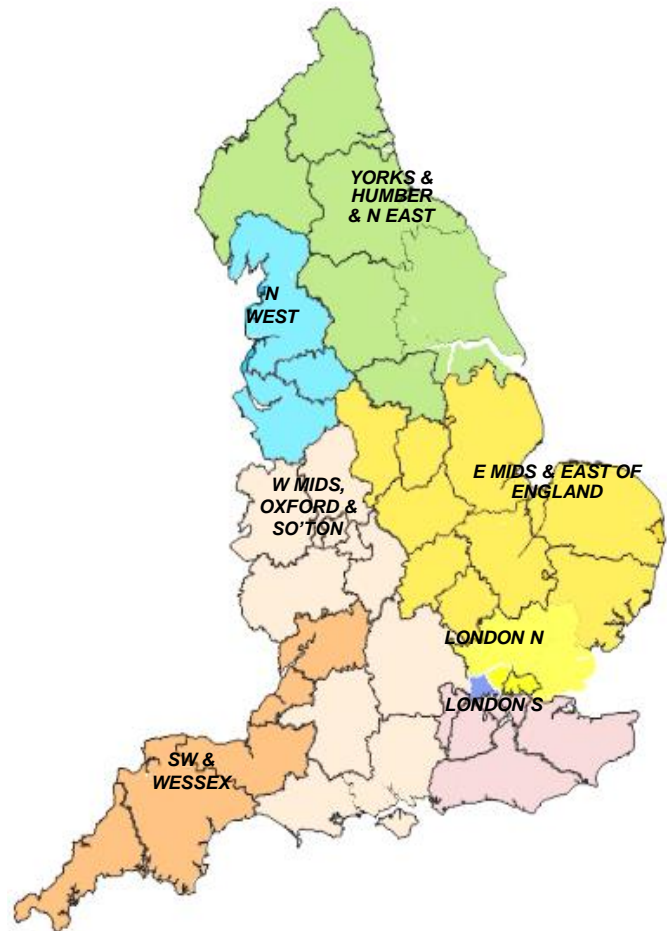 YORKS &
HUMBER
& N EAST
N
WEST
E MIDS & EAST OF
ENGLAND
W MIDS,
OXFORD &
SO'TON
LONDON N
LONDON S
SW &
WESSEX